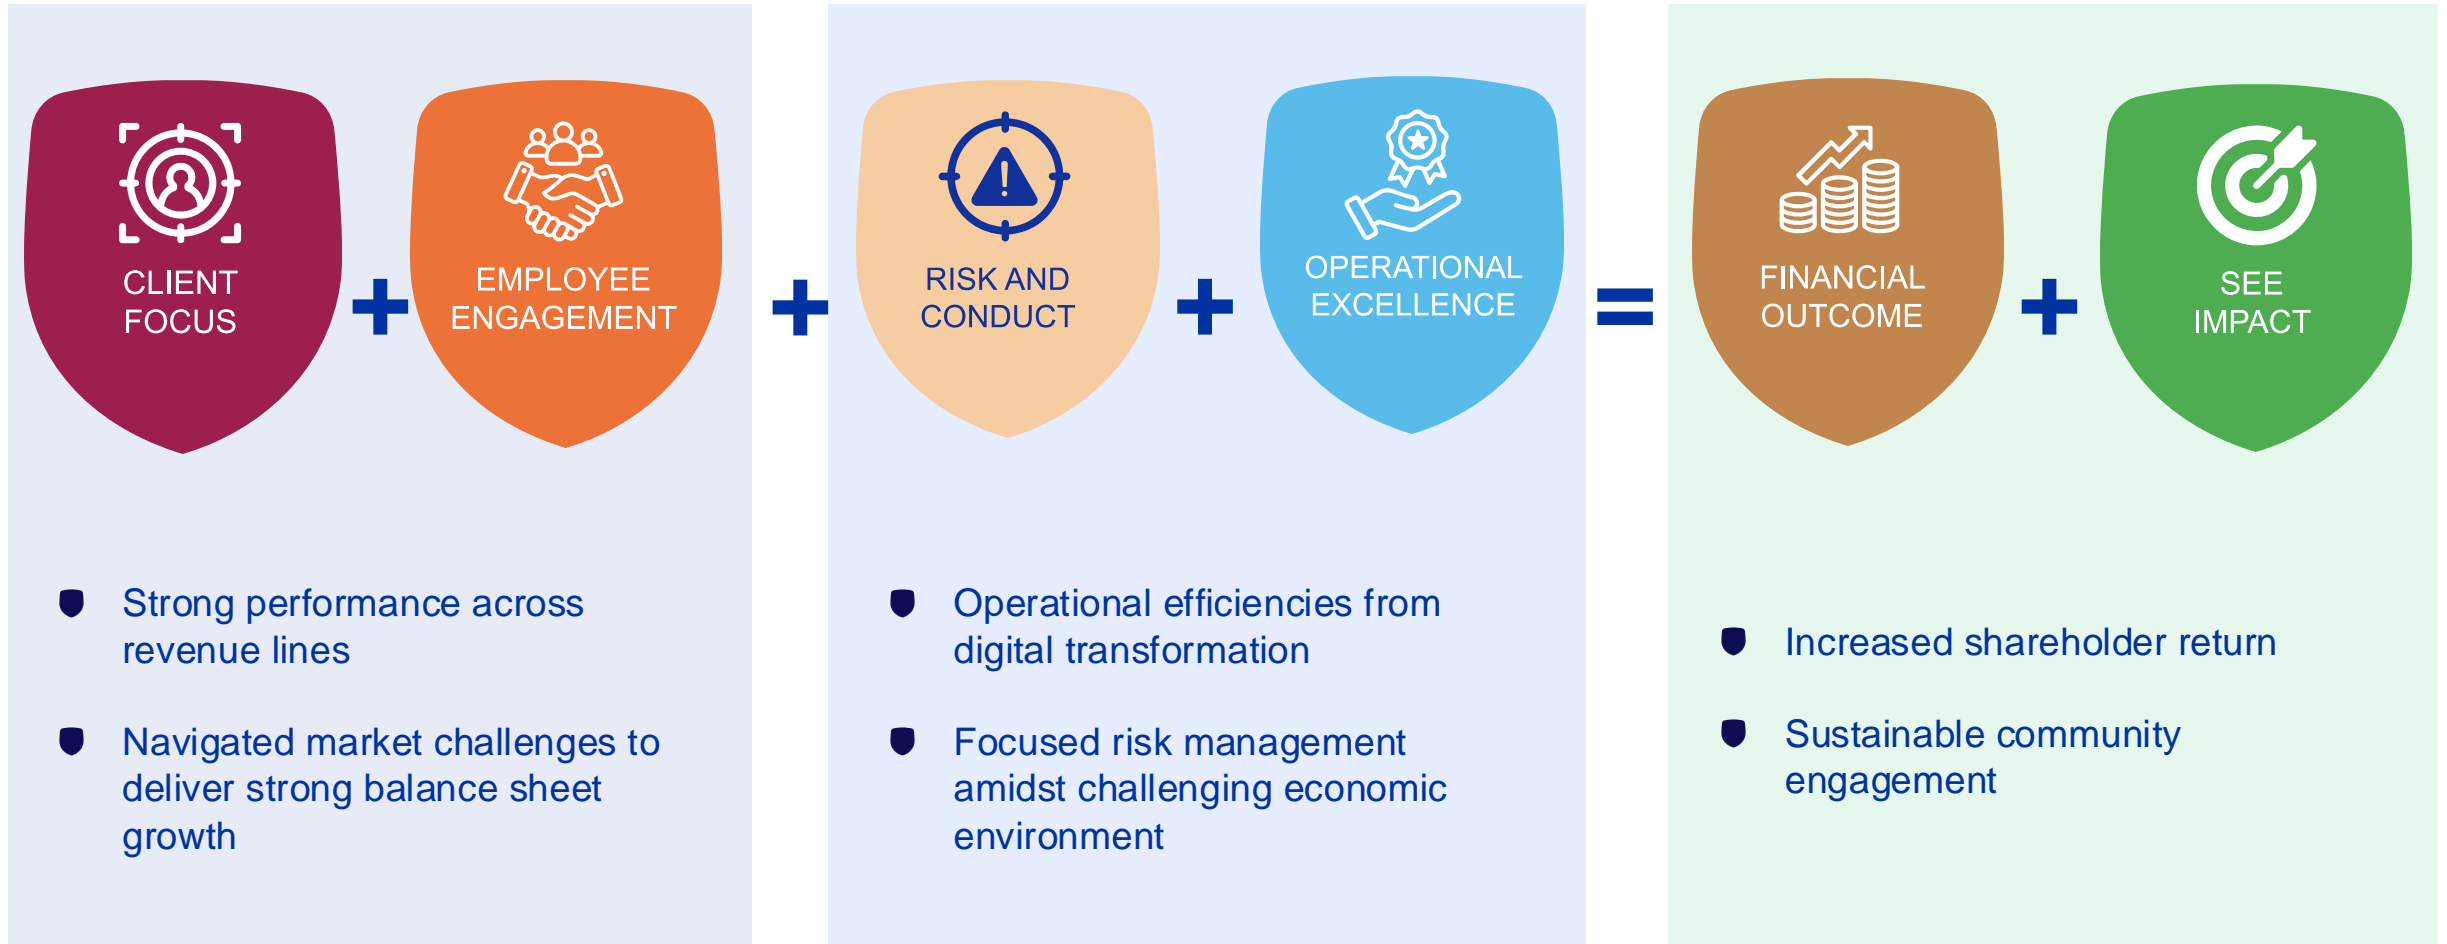 CLIENT
FOCUS
+
EMPLOYEE
ENGAGEMENT
+
RISK AND
CONDUCT
+
OPERATIONAL
EXCELLENCE
=
FINANCIAL
OUTCOME
+
SEE
IMPACT
Strong performance across
revenue lines
Navigated market challenges to
deliver strong balance sheet
growth
Operational efficiencies from
digital transformation
Focused risk management
amidst challenging economic
environment
Increased shareholder return
Sustainable community
engagement